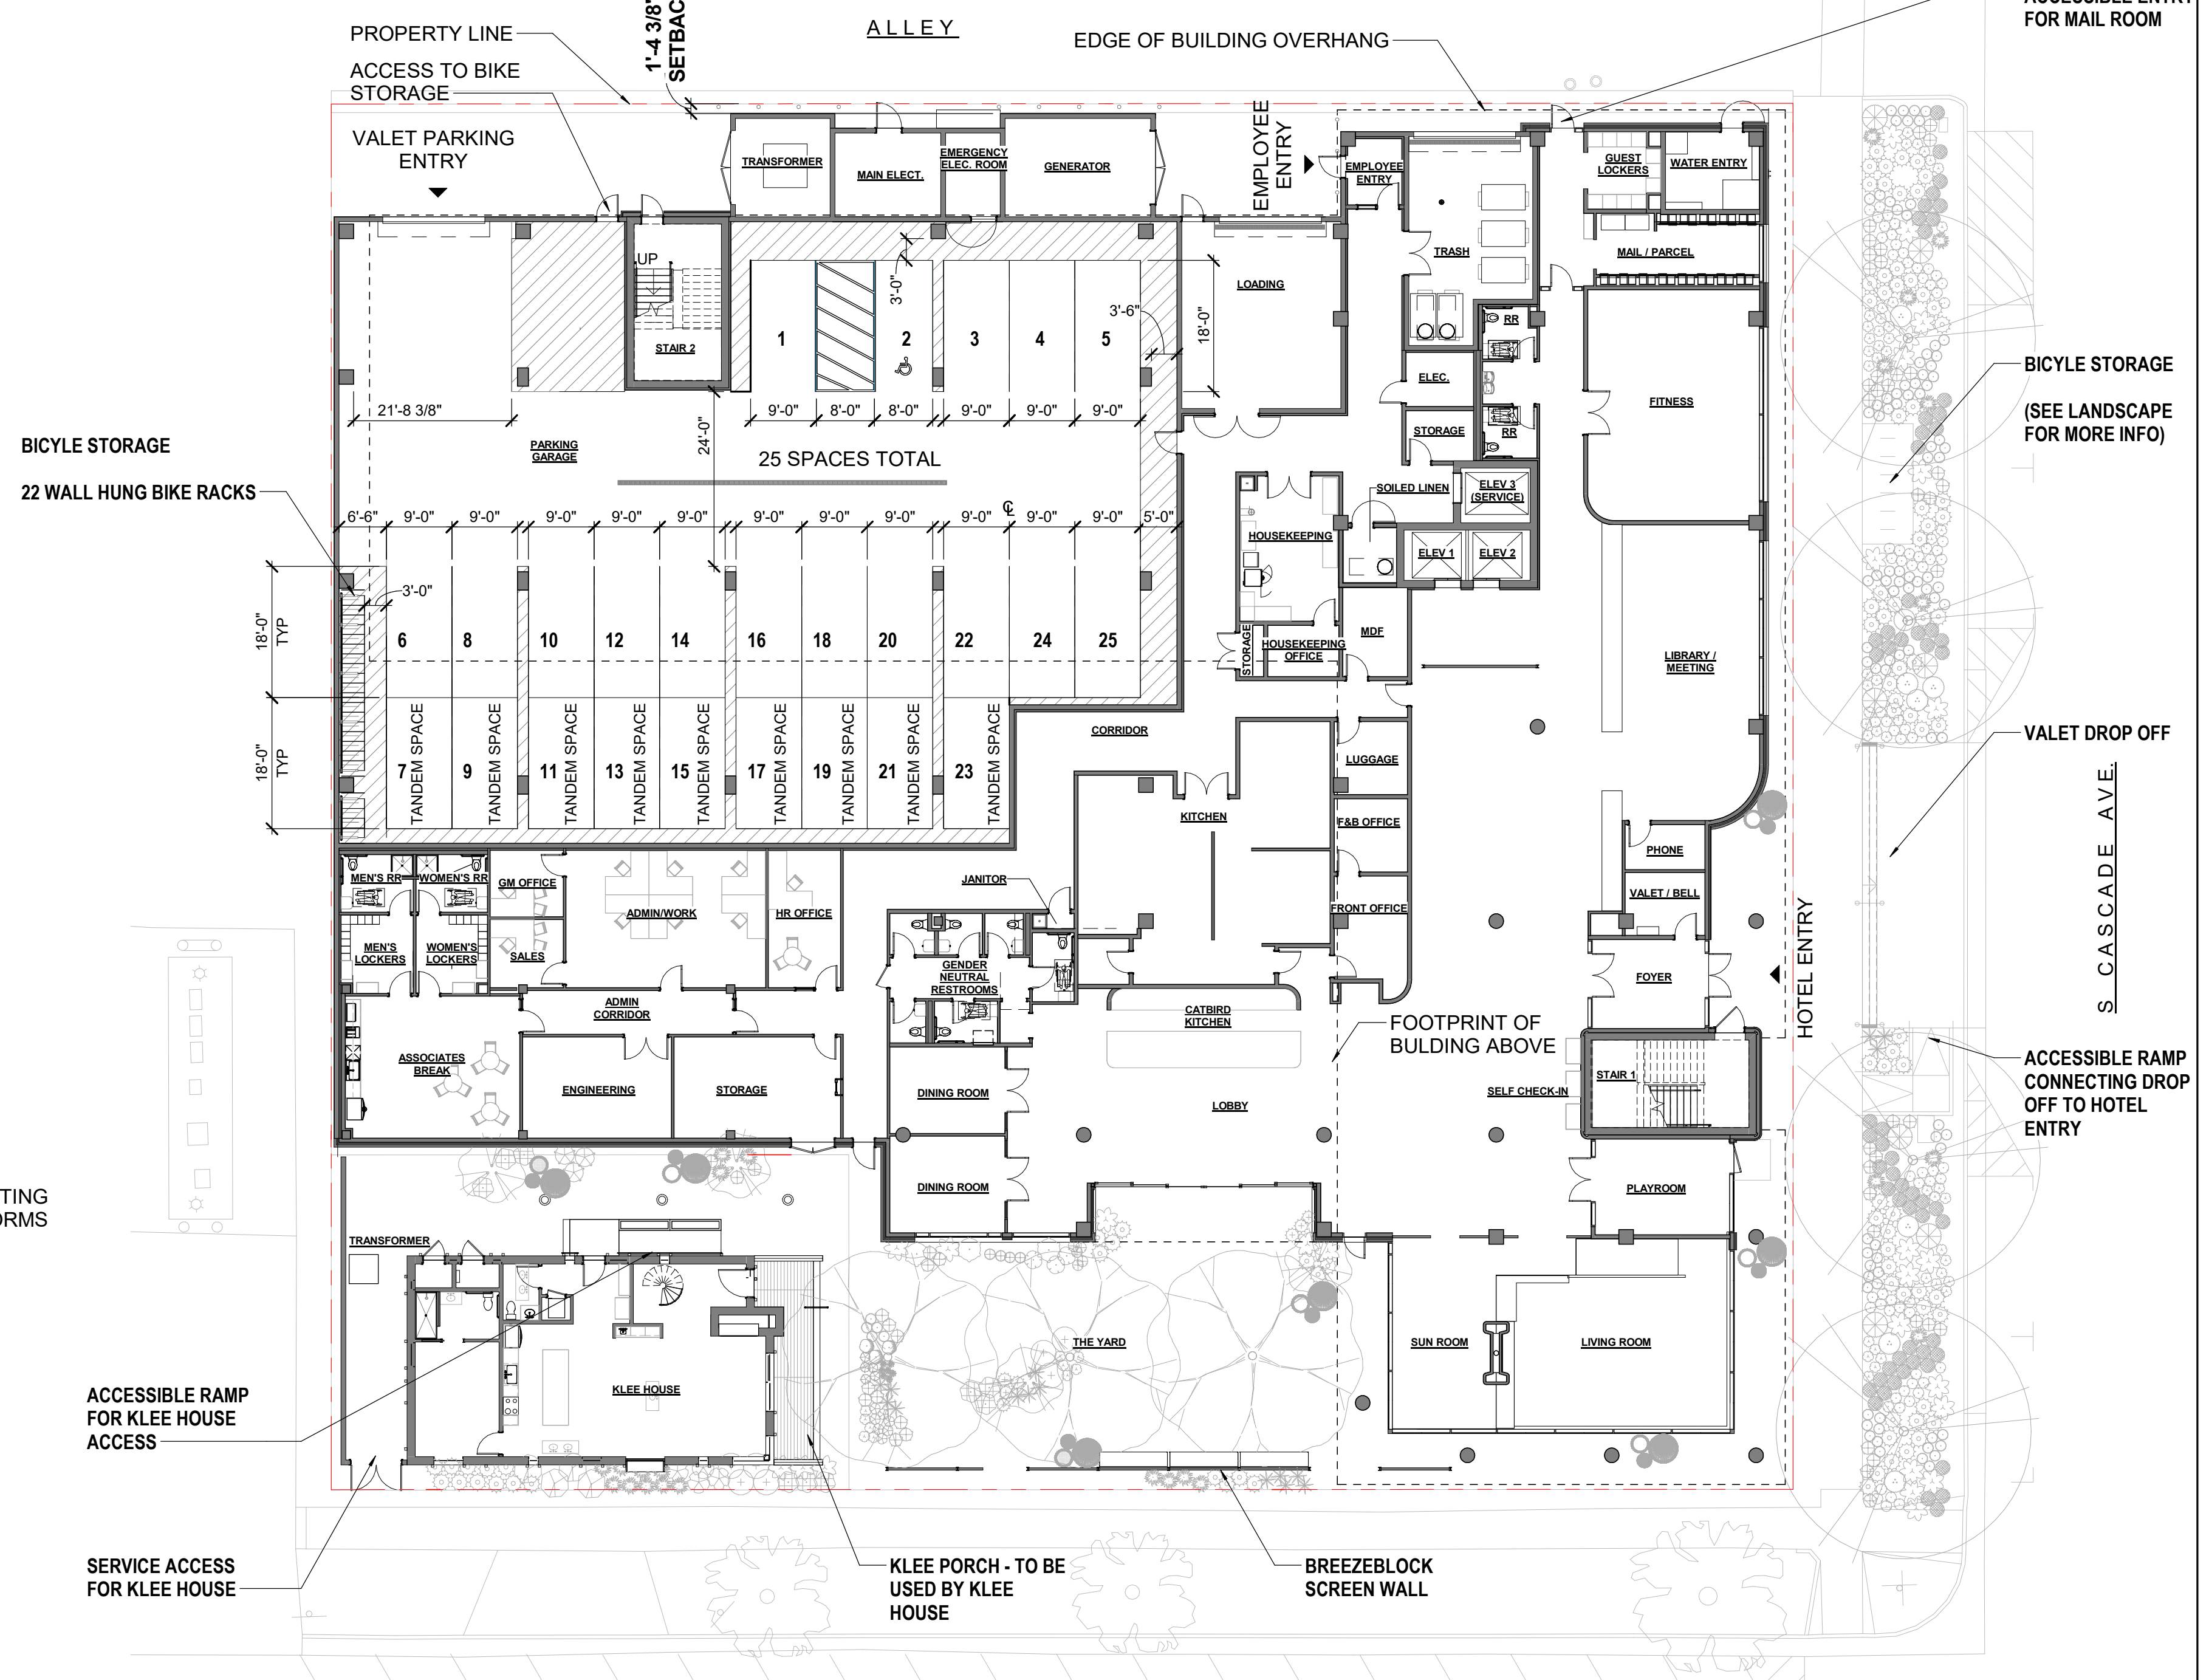 ACCESSIBLE ENTRY
FOR MAIL ROOM
PROPERTY LINE
1'-4 3/8"
ALLEY
EDGE OF BUILDING OVERHANG
ACCESS TO BIKE
STORAGE
VALET PARKING
ENTRY
EMPLOYEE
ENTRY
TRANSFORMER
MAIN ELECT.
EMERGENCY
ELEC. ROOM
GENERATOR
EMPLOYEE
ENTRY
GUEST
LOCKERS
WATER ENTRY
TRASH
MAIL / PARCEL
UP
STAIR 2
LOADING
3'-0"
3'-6"
18'-0"
1
2
3
4
5
RR
ELEC.
STORAGE
RR
FITNESS
BICYLE STORAGE
(SEE LANDSCAPE
FOR MORE INFO)
21'-8 3/8"
9'-0"
8'-0"
8'-0"
9'-0"
9'-0"
9'-0"
24'-0"
PARKING
GARAGE
25 SPACES TOTAL
BICYLE STORAGE
22 WALL HUNG BIKE RACKS
SOILED LINEN
ELEV 3
(SERVICE)
6'-6"
9'-0"
9'-0"
9'-0"
9'-0"
9'-0"
9'-0"
9'-0"
9'-0"
9'-0"
9'-0"
9'-0"
5'-0"
HOUSEKEEPING
ELEV 1
ELEV 2
3'-0"
18'-0"
TYP
6
8
10
12
14
16
18
20
22
24
25
STORAGE
HOUSEKEEPING
OFFICE
MDF
LIBRARY /
MEETING
18'-0"
TYP
7
TANDEM SPACE
9
TANDEM SPACE
11
TANDEM SPACE
13
TANDEM SPACE
15
TANDEM SPACE
17
TANDEM SPACE
19
TANDEM SPACE
21
TANDEM SPACE
23
TANDEM SPACE
CORRIDOR
LUGGAGE
VALET DROP OFF
S CASCADE AVE.
KITCHEN
F&B OFFICE
PHONE
MEN'S RR
WOMEN'S RR
GM OFFICE
ADMIN/WORK
HR OFFICE
JANITOR
VALET / BELL
FRONT OFFICE
HOTEL ENTRY
MEN'S
LOCKERS
WOMEN'S
LOCKERS
SALES
GENDER
NEUTRAL
RESTROOMS
FOYER
ADMIN
CORRIDOR
CATBIRD
KITCHEN
FOOTPRINT OF
BULDING ABOVE
ASSOCIATES
BREAK
ENGINEERING
STORAGE
DINING ROOM
LOBBY
SELF CHECK-IN
STAIR 1
ACCESSIBLE RAMP
CONNECTING DROP
OFF TO HOTEL
ENTRY
DINING ROOM
PLAYROOM
TRANSFORMER
THE YARD
SUN ROOM
LIVING ROOM
KLEE HOUSE
ACCESSIBLE RAMP
FOR KLEE HOUSE
ACCESS
SERVICE ACCESS
FOR KLEE HOUSE
KLEE PORCH - TO BE
USED BY KLEE
HOUSE
BREEZEBLOCK
SCREEN WALL